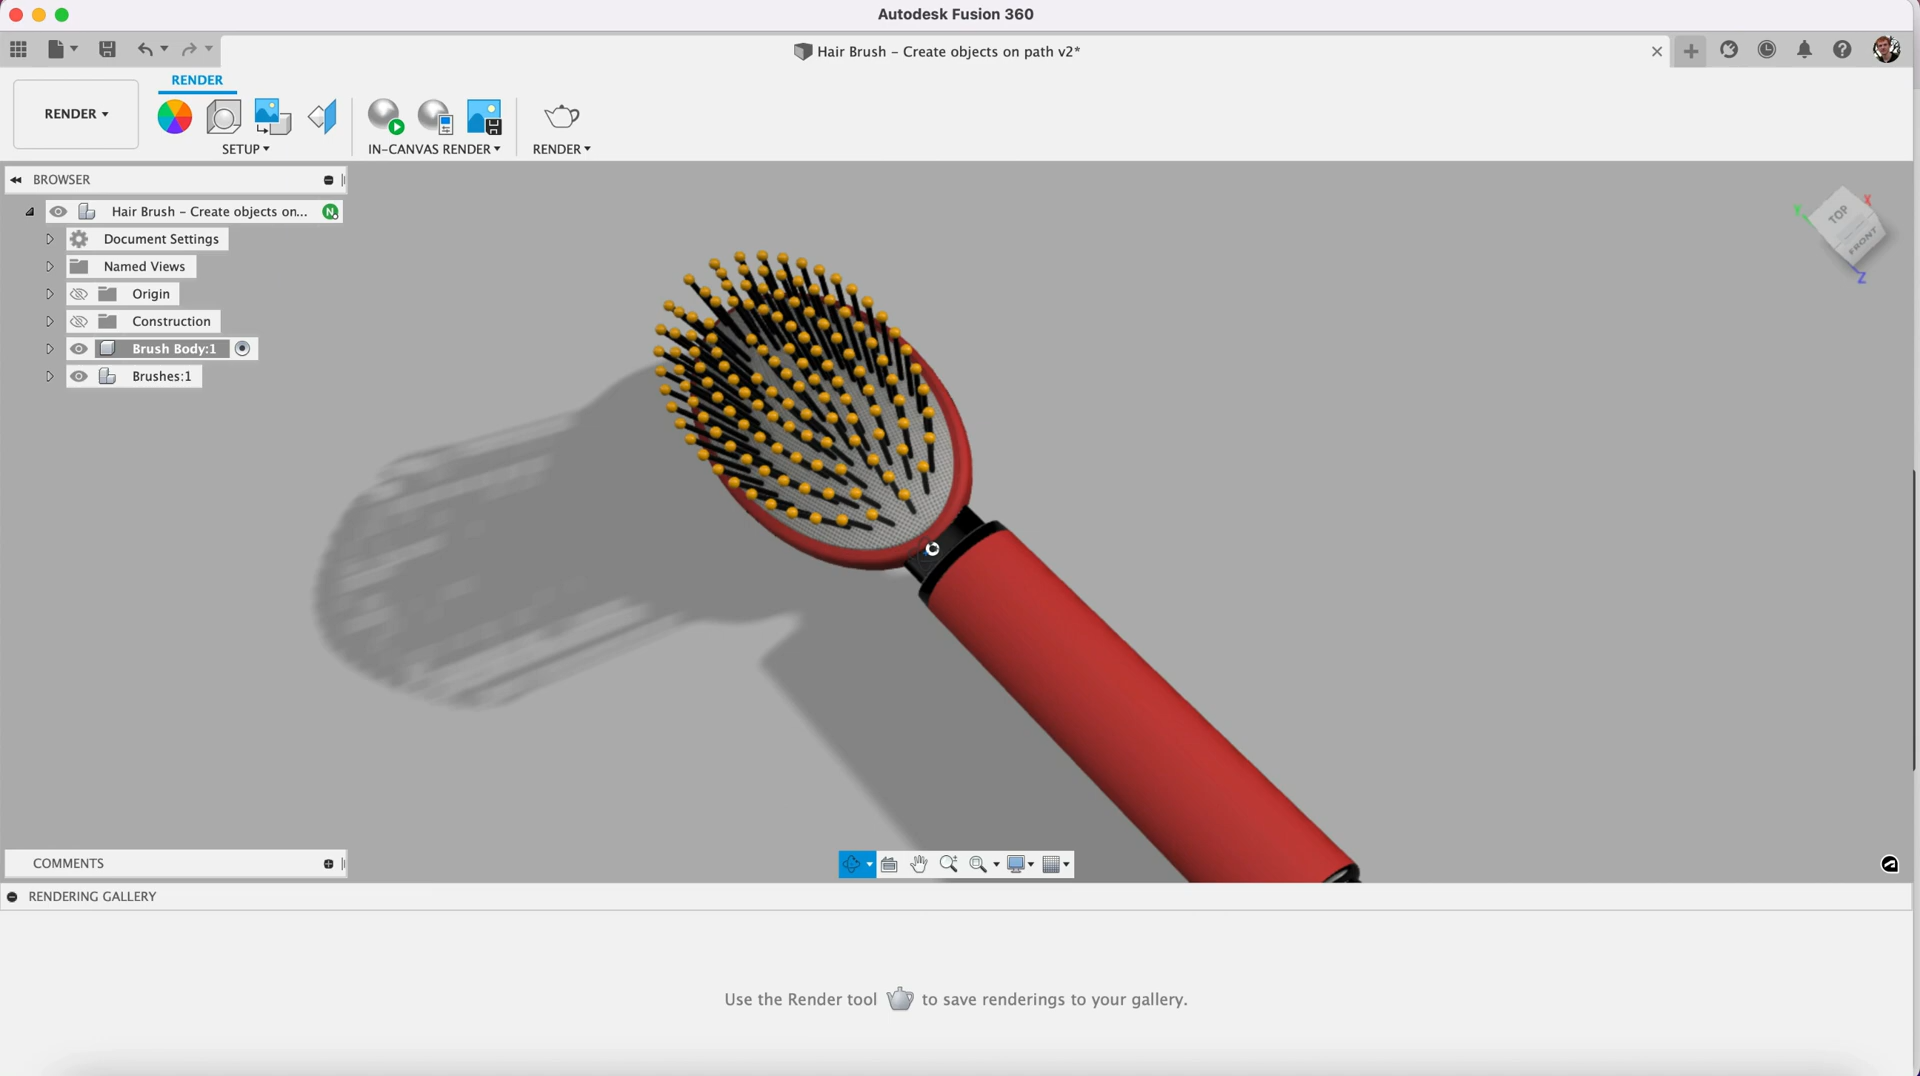 Autodesk Fusion 360
Hair Brush – Create objects on path v2*
RENDER
RENDER
SETUP
IN-CANVAS RENDER
RENDER
BROWSER
Hair Brush – Create objects on...
N
Document Settings
Named Views
Origin
Construction
Brush Body:1
Brushes:1
TOP
FRONT
X
Y
Z
COMMENTS
RENDERING GALLERY
Use the Render tool to save renderings to your gallery.